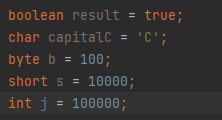 boolean result = true;
char capitalC = 'C';
byte b = 100;
short s = 10000;
int j = 100000;